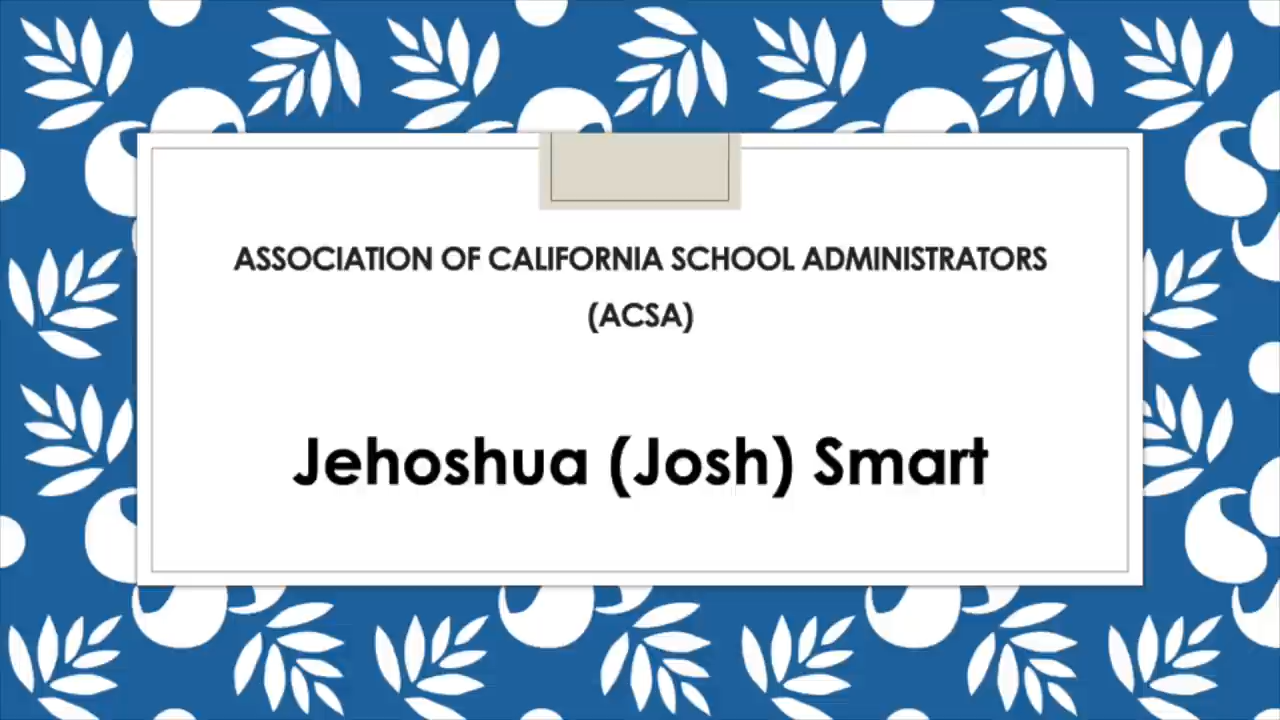 ASSOCIATION OF CALIFORNIA SCHOOL ADMINISTRATORS
(ACSA)
Jehoshua (Josh) Smart